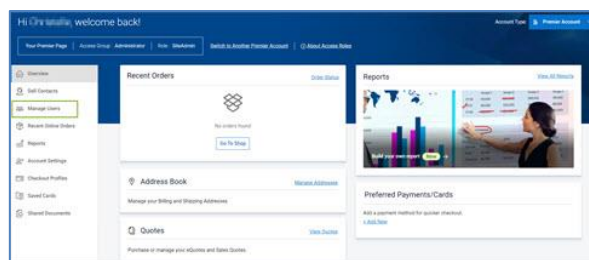 Hi , welcome back!
Account Type:
Premier Account
Your Premier Page
Access Group: Administrator
Role: SiteAdmin
Switch to Another Premier Account
About Access Roles
Overview
Dell Contacts
Manage Users
Recent Online Orders
Reports
Account Settings
Checkout Profiles
Saved Cards
Shared Documents
Recent Orders
Order Status
No orders found
Go To Shop
Address Book
Manage Addresses
Manage your Billing and Shipping Addresses
Quotes
View Quotes
Purchase or manage your eQuotes and Sales Quotes.
Reports
View All Reports
Build your own report
New
Preferred Payments/Cards
Add a payment method for quicker checkout.
+ Add New